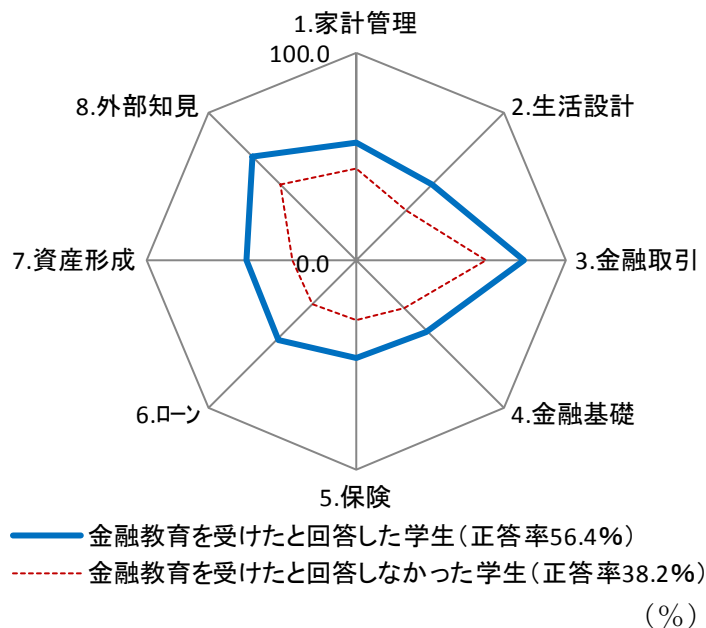 1.家計管理
100.0
8.外部知見
2.生活設計
7.資産形成
0.0
3.金融取引
6.ローン
4.金融基礎
5.保険
金融教育を受けたと回答した学生(正答率56.4%)
金融教育を受けたと回答しなかった学生(正答率38.2%)
(%)